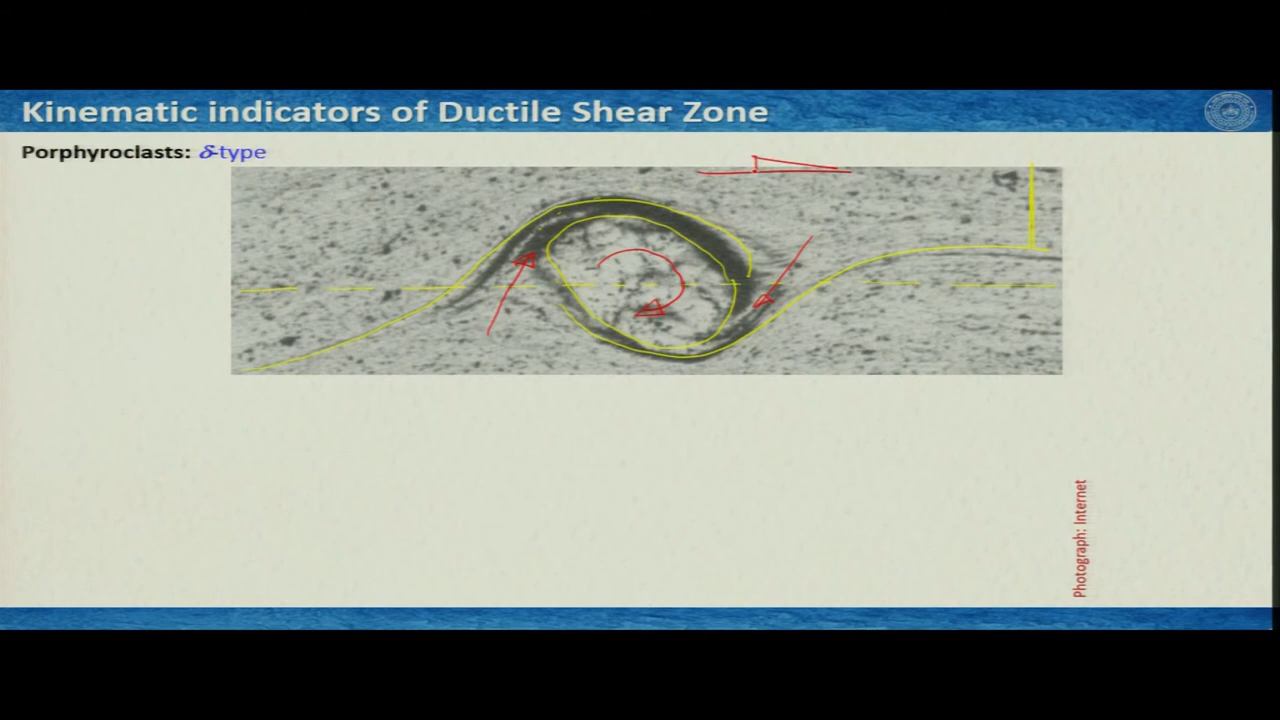 Kinematic indicators of Ductile Shear Zone
Porphyroclasts: δ-type
Photograph: Internet